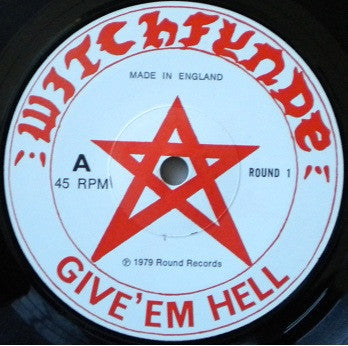 WITCHFYNDE
MADE IN ENGLAND
A
45 RPM
ROUND 1
℗ 1979 Round Records
GIVE'EM HELL